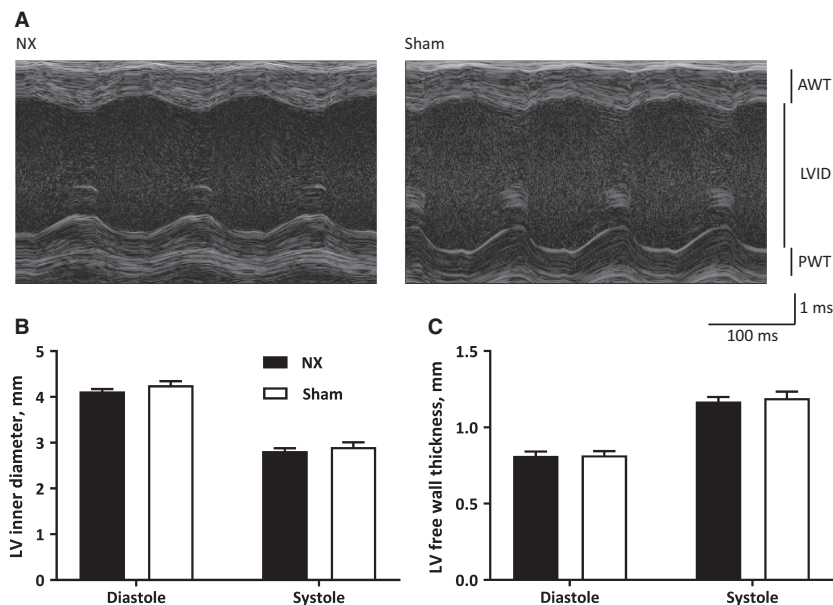 A
NX
Sham
AWT
LVID
PWT
1 ms
100 ms
B
LV inner diameter, mm
5
4
3
2
1
0
NX
Sham
Diastole
Systole
C
LV free wall thickness, mm
1.5
1.0
0.5
0.0
Diastole
Systole